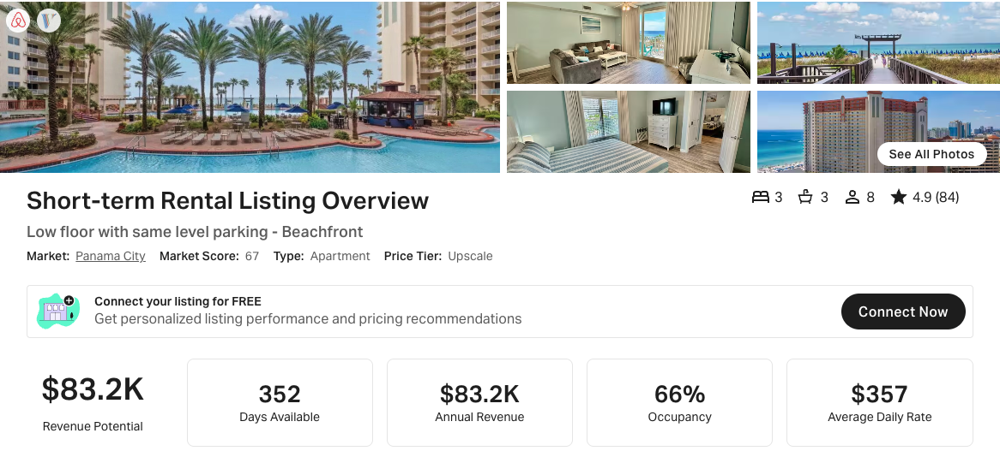 See All Photos
Short-term Rental Listing Overview
3 3 8 4.9 (84)
Low floor with same level parking - Beachfront
Market: Panama City Market Score: 67 Type: Apartment Price Tier: Upscale
Connect your listing for FREE
Get personalized listing performance and pricing recommendations
Connect Now
$83.2K
Revenue Potential
352
Days Available
$83.2K
Annual Revenue
66%
Occupancy
$357
Average Daily Rate